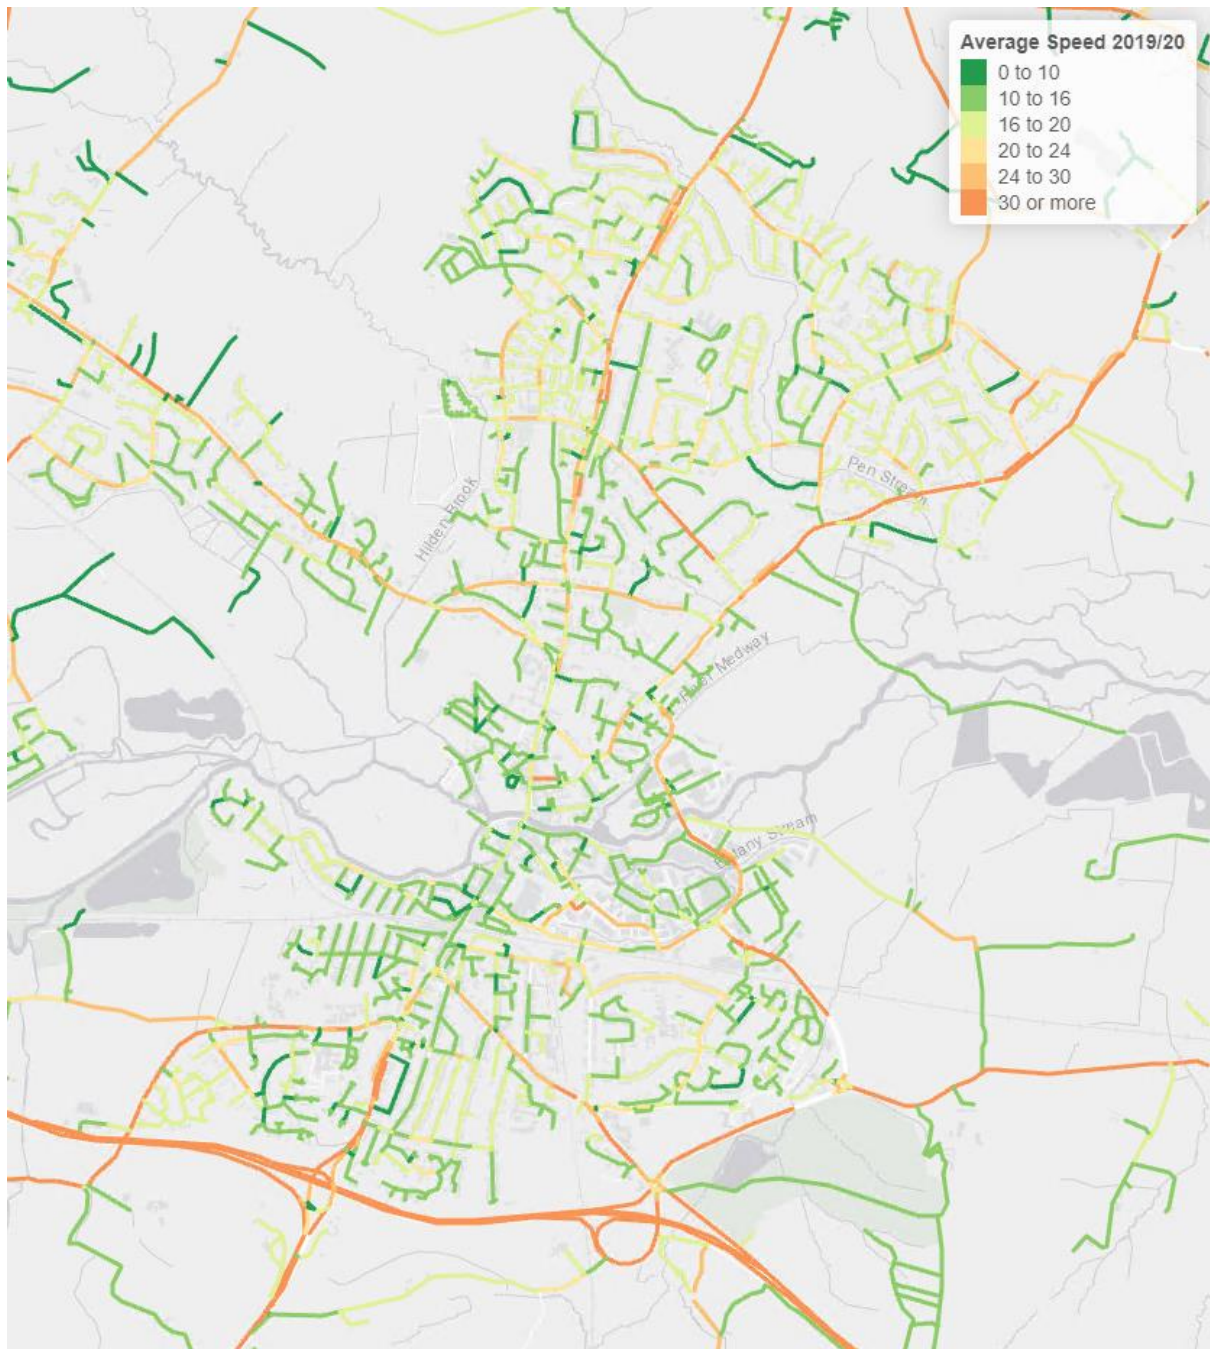 Average Speed 2019/20
0 to 10
10 to 16
16 to 20
20 to 24
24 to 30
30 or more
Pen Stream
Hilden Brook
River Medway
Botany Stream